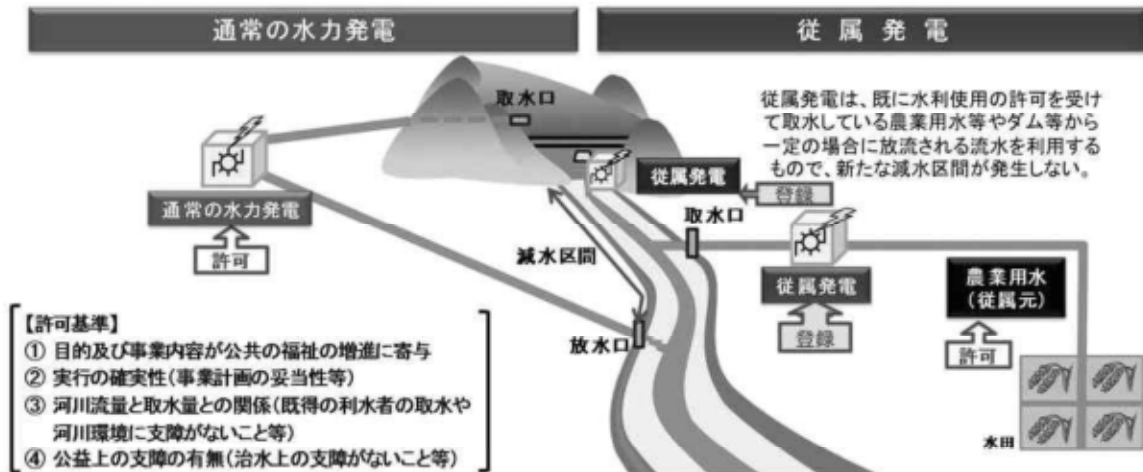 通常の水力発電
従属発電
従属発電は、既に水利使用の許可を受け
て取水している農業用水等やダム等から
一定の場合に放流される流水を利用する
もので、新たな減水区間が発生しない。
取水口
従属発電
登録
通常の水力発電
許可
取水口
減水区間
従属発電
登録
農業用水
（従属元）
許可
放水口
水田
【許可基準】
① 目的及び事業内容が公共の福祉の増進に寄与
② 実行の確実性（事業計画の妥当性等）
③ 河川流量と取水量との関係（既得の利水者の取水や
河川環境に支障がないこと等）
④ 公益上の支障の有無（治水上の支障がないこと等）